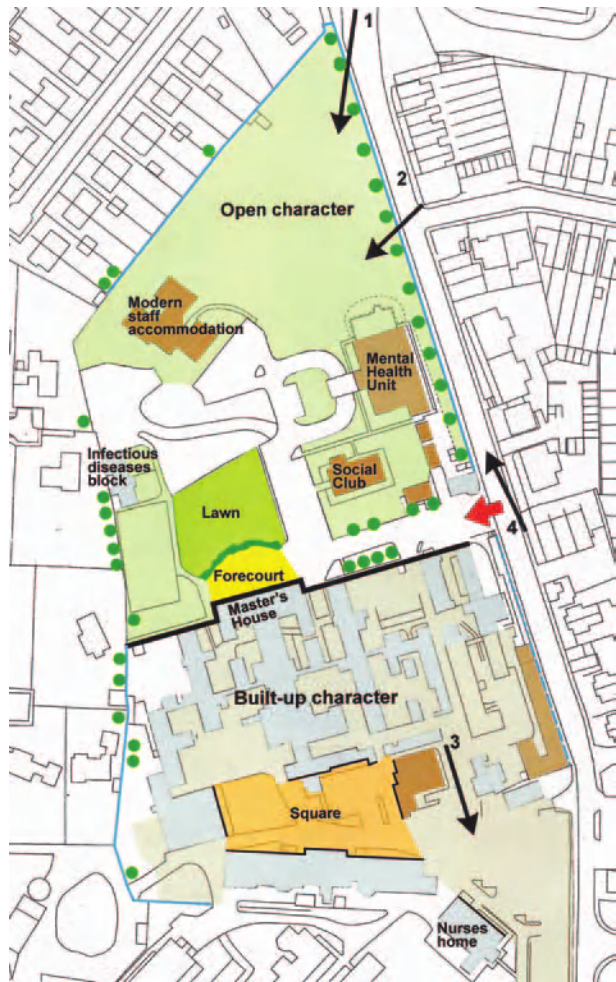 1
2
Open character
Modern
staff
accommodation
Mental
Health
Unit
Infectious
diseases
block
Social
Club
Lawn
4
Forecourt
Master's
House
Built-up character
3
Square
Nurses
home